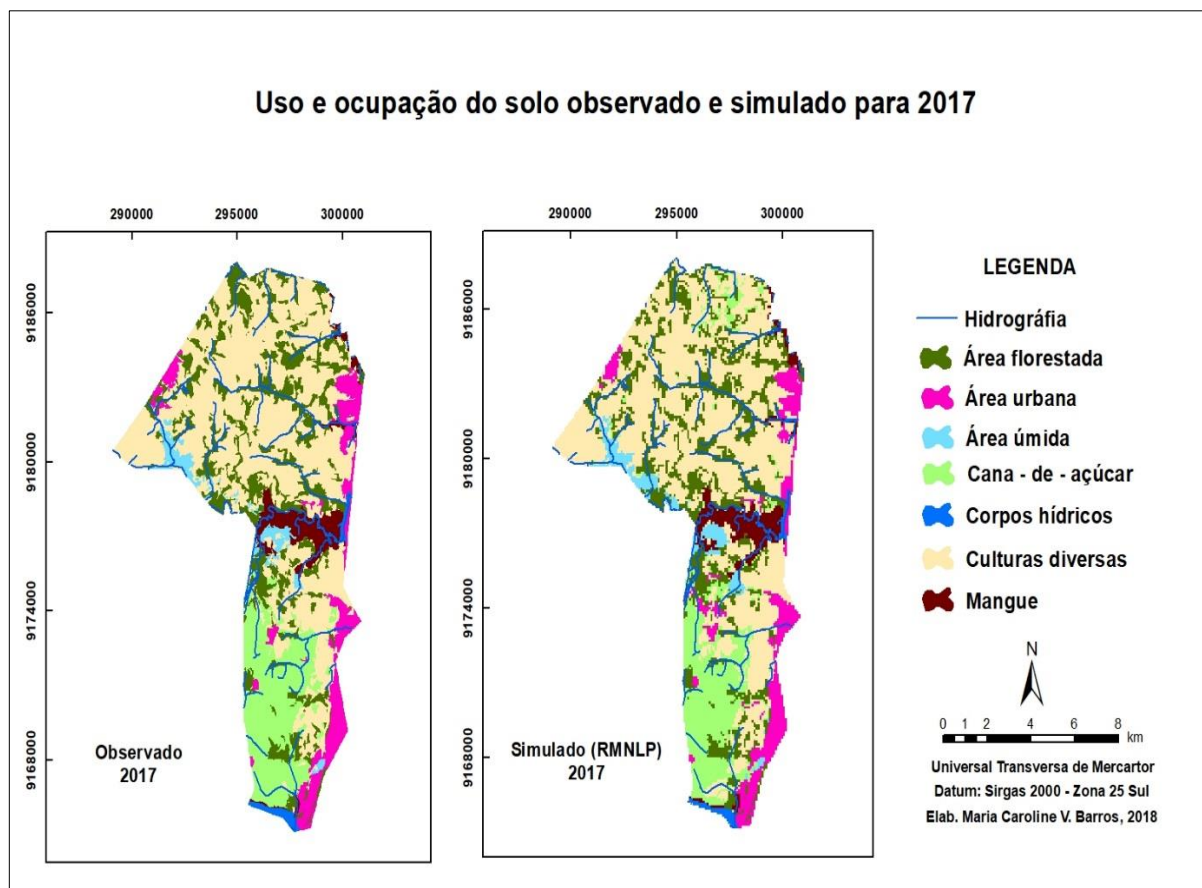 Uso e ocupação do solo observado e simulado para 2017
290000 295000 300000
290000 295000 300000
9186000
9180000
9174000
9168000
Observado
2017
9186000
9180000
9174000
9168000
Simulado (RMNLP)
2017
LEGENDA
Hidrográfia
Área florestada
Área urbana
Área úmida
Cana - de - açúcar
Corpos hídricos
Culturas diversas
Mangue
N
0 1 2 4 6 8
km
Universal Transversa de Mercartor
Datum: Sirgas 2000 - Zona 25 Sul
Elab. Maria Caroline V. Barros, 2018